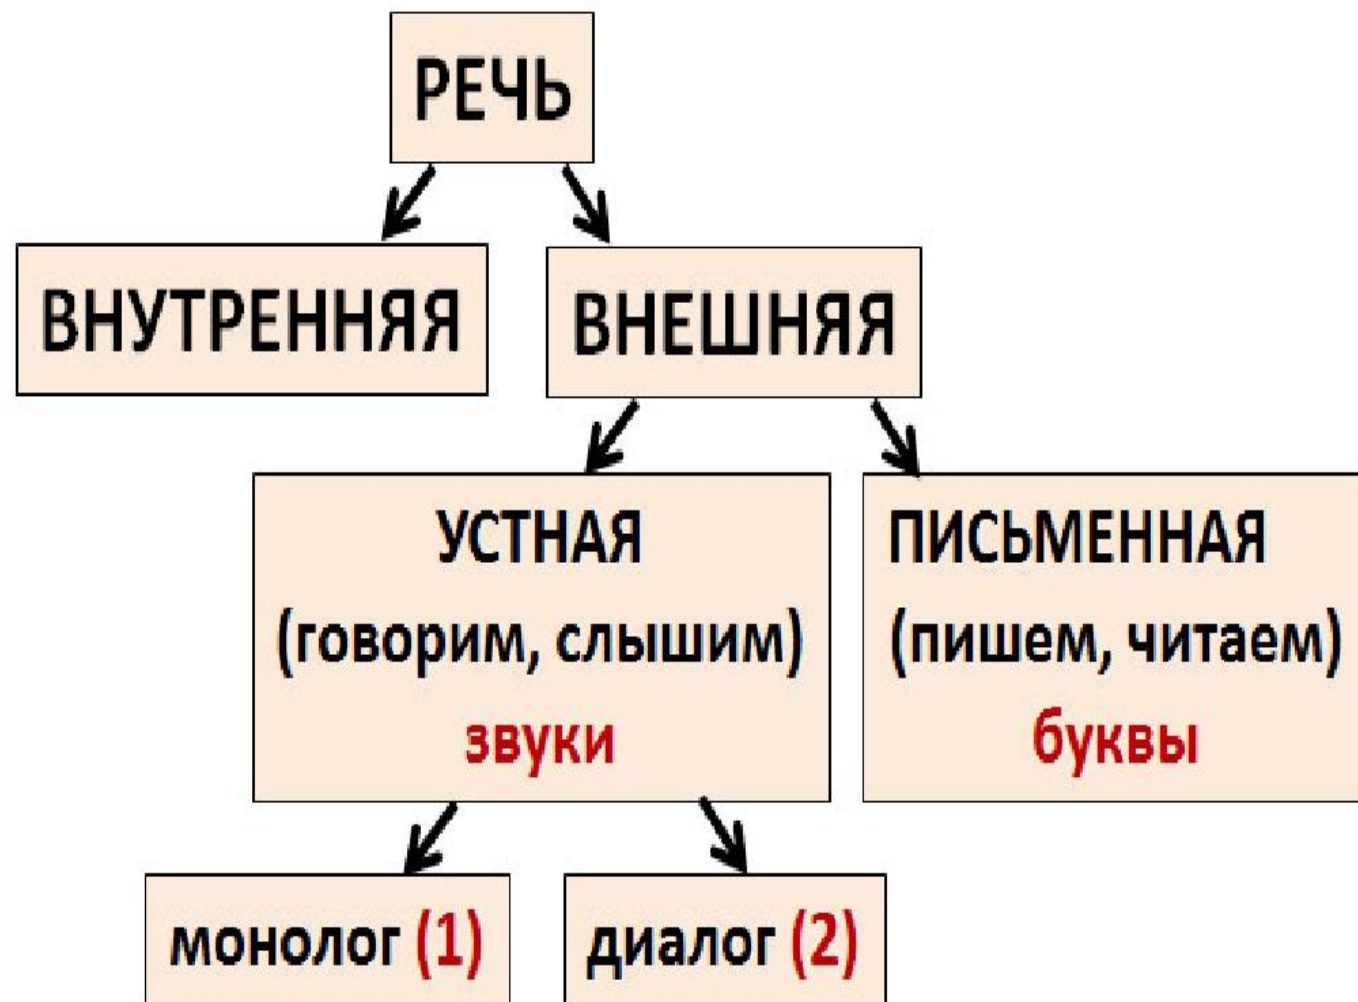 РЕЧЬ
ВНУТРЕННЯЯ
ВНЕШНЯЯ
УСТНАЯ
(говорим, слышим)
звуки
ПИСЬМЕННАЯ
(пишем, читаем)
буквы
монолог (1)
диалог (2)